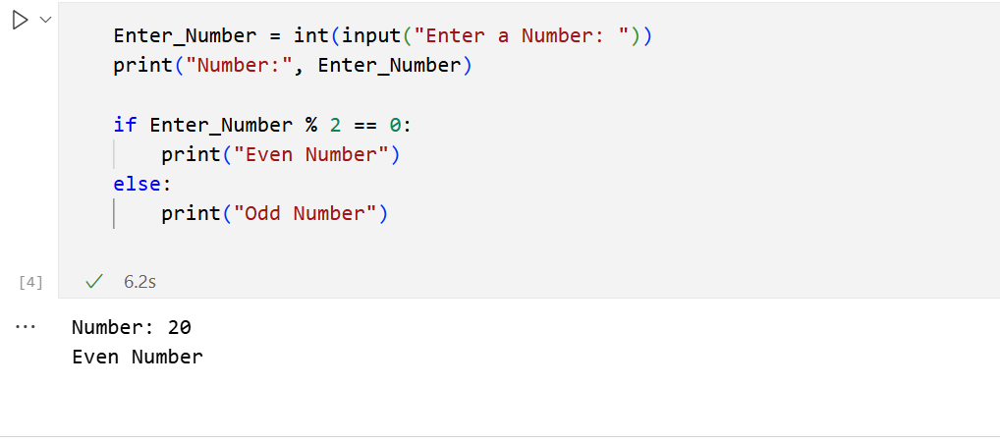 Enter_Number = int(input("Enter a Number: "))
print("Number:", Enter_Number)
if Enter_Number % 2 == 0:
    print("Even Number")
else:
    print("Odd Number")
[4]
6.2s
Number: 20
Even Number